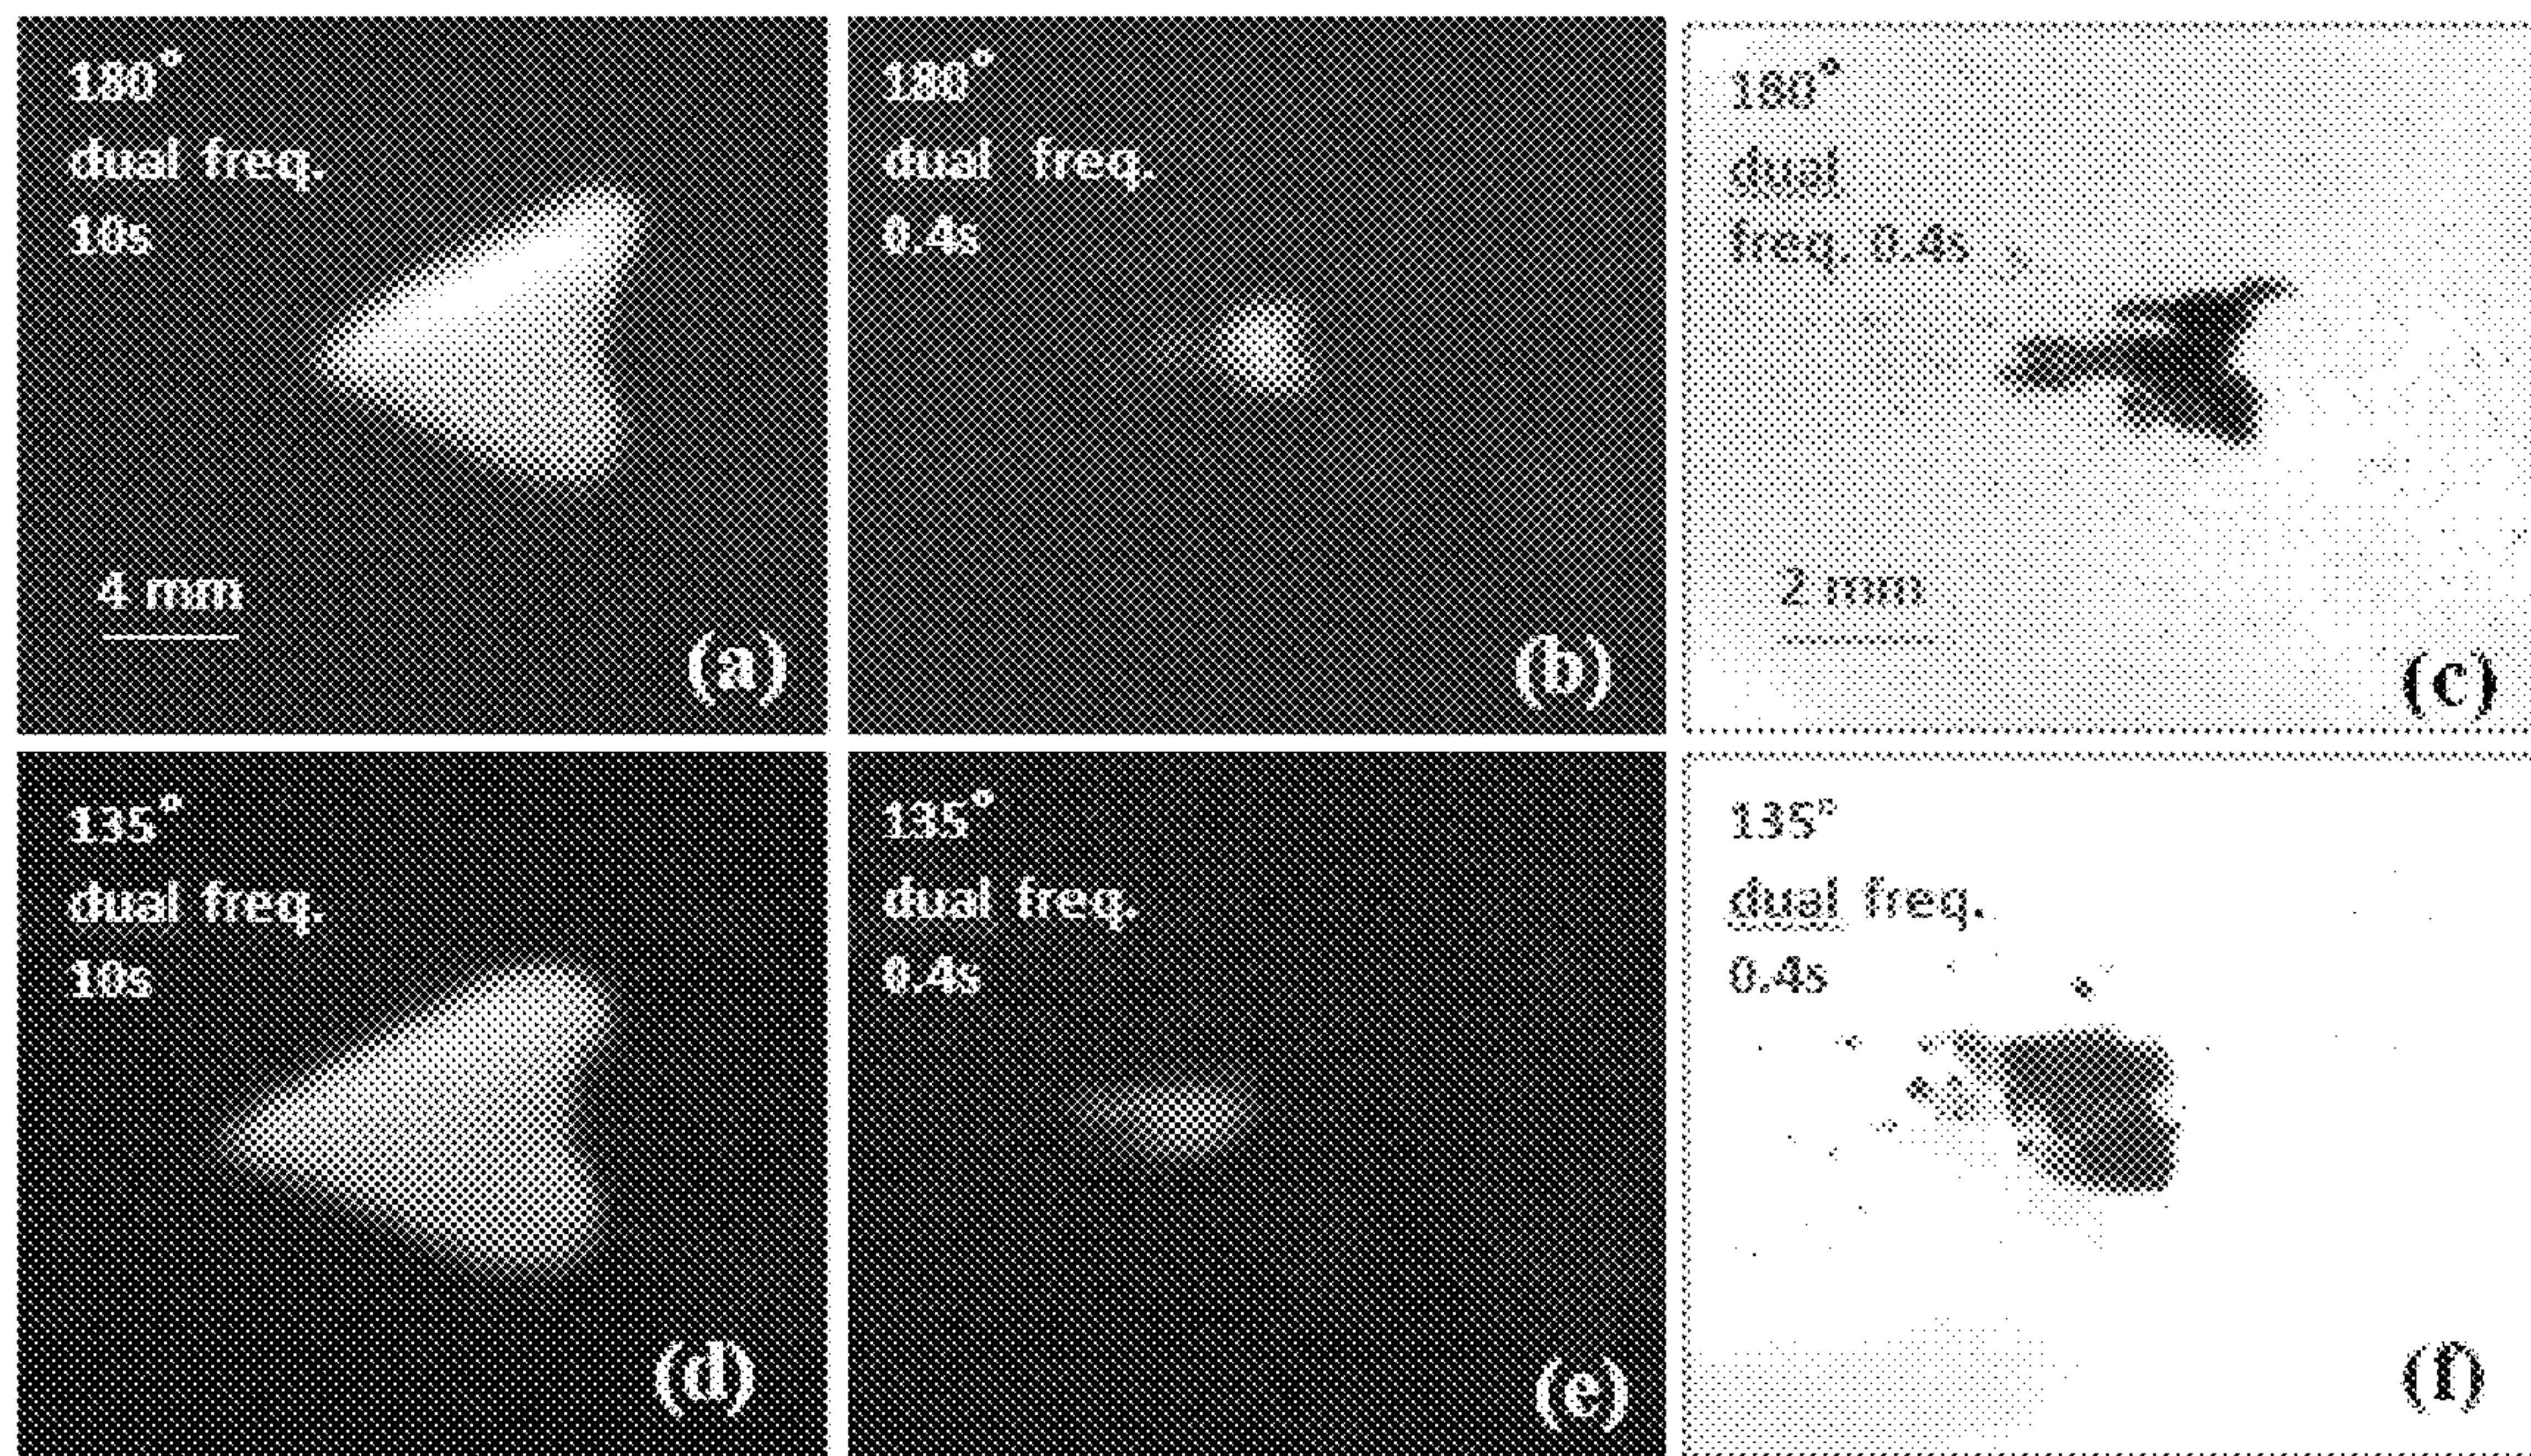 180°
dual freq.
10s
4 mm
(a)
180°
dual freq.
0.4s
(b)
180°
dual
freq. 0.4s
2 mm
(c)
135°
dual freq.
10s
(d)
135°
dual freq.
0.4s
(e)
135°
dual freq.
0.4s
(f)